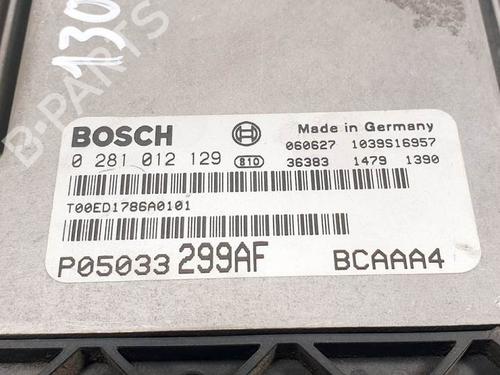 130
B-PARTS
BOSCH
Made in Germany
0 281 012 129 810
060627 1039S16957
36383 1479 1390
T00ED1786A0101
P05033 299AF BCAAA4